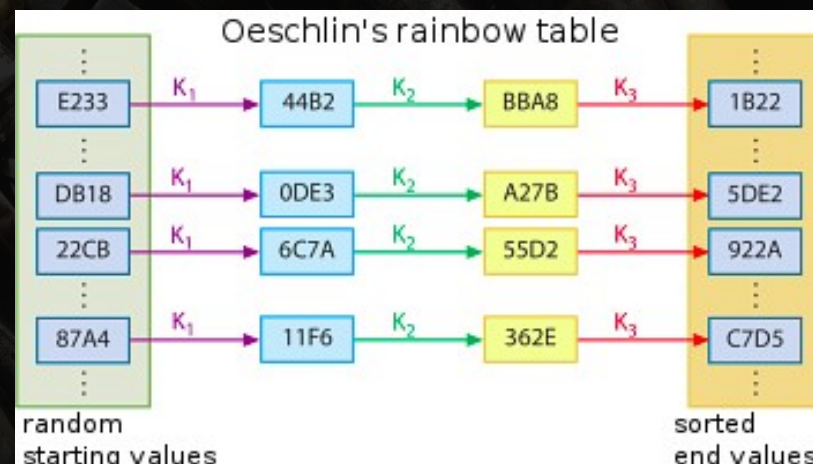 Oeschlin's rainbow table
⋮ ⋮
E233 K₁ 44B2 K₂ BBA8 K₃ 1B22
⋮ ⋮
DB18 K₁ 0DE3 K₂ A27B K₃ 5DE2
22CB K₁ 6C7A K₂ 55D2 K₃ 922A
⋮ ⋮
87A4 K₁ 11F6 K₂ 362E K₃ C7D5
⋮ ⋮
random sorted
starting values end values